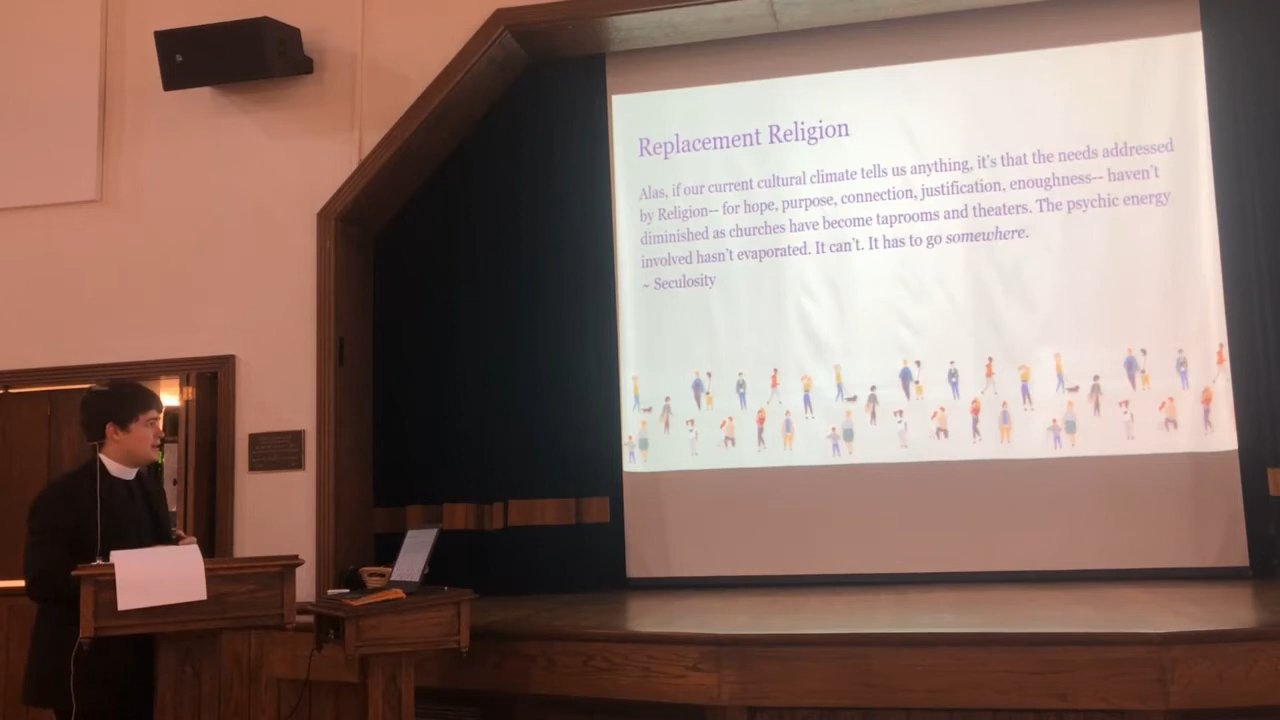 Replacement Religion
Alas, if our current cultural climate tells us anything, it's that the needs addressed
by Religion-- for hope, purpose, connection, justification, enoughness-- haven't
diminished as churches have become taprooms and theaters. The psychic energy
involved hasn't evaporated. It can't. It has to go somewhere.
~ Seculosity